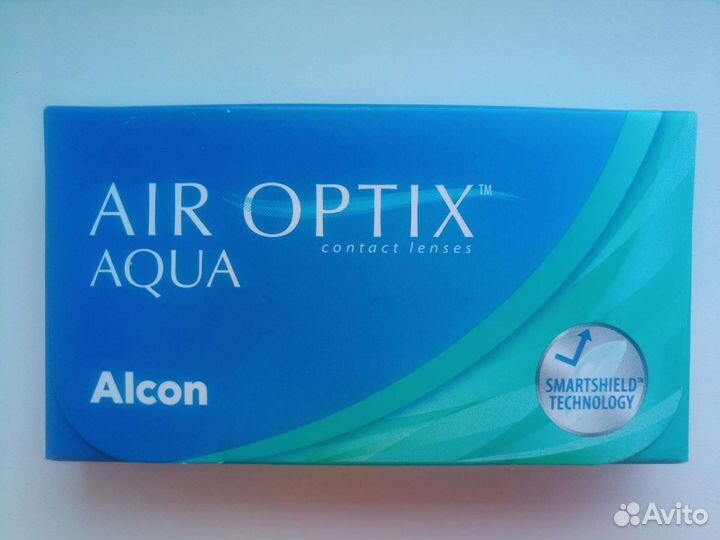 AIR OPTIX™
contact lenses
AQUA
Alcon
SMARTSHIELD™
TECHNOLOGY
Avito